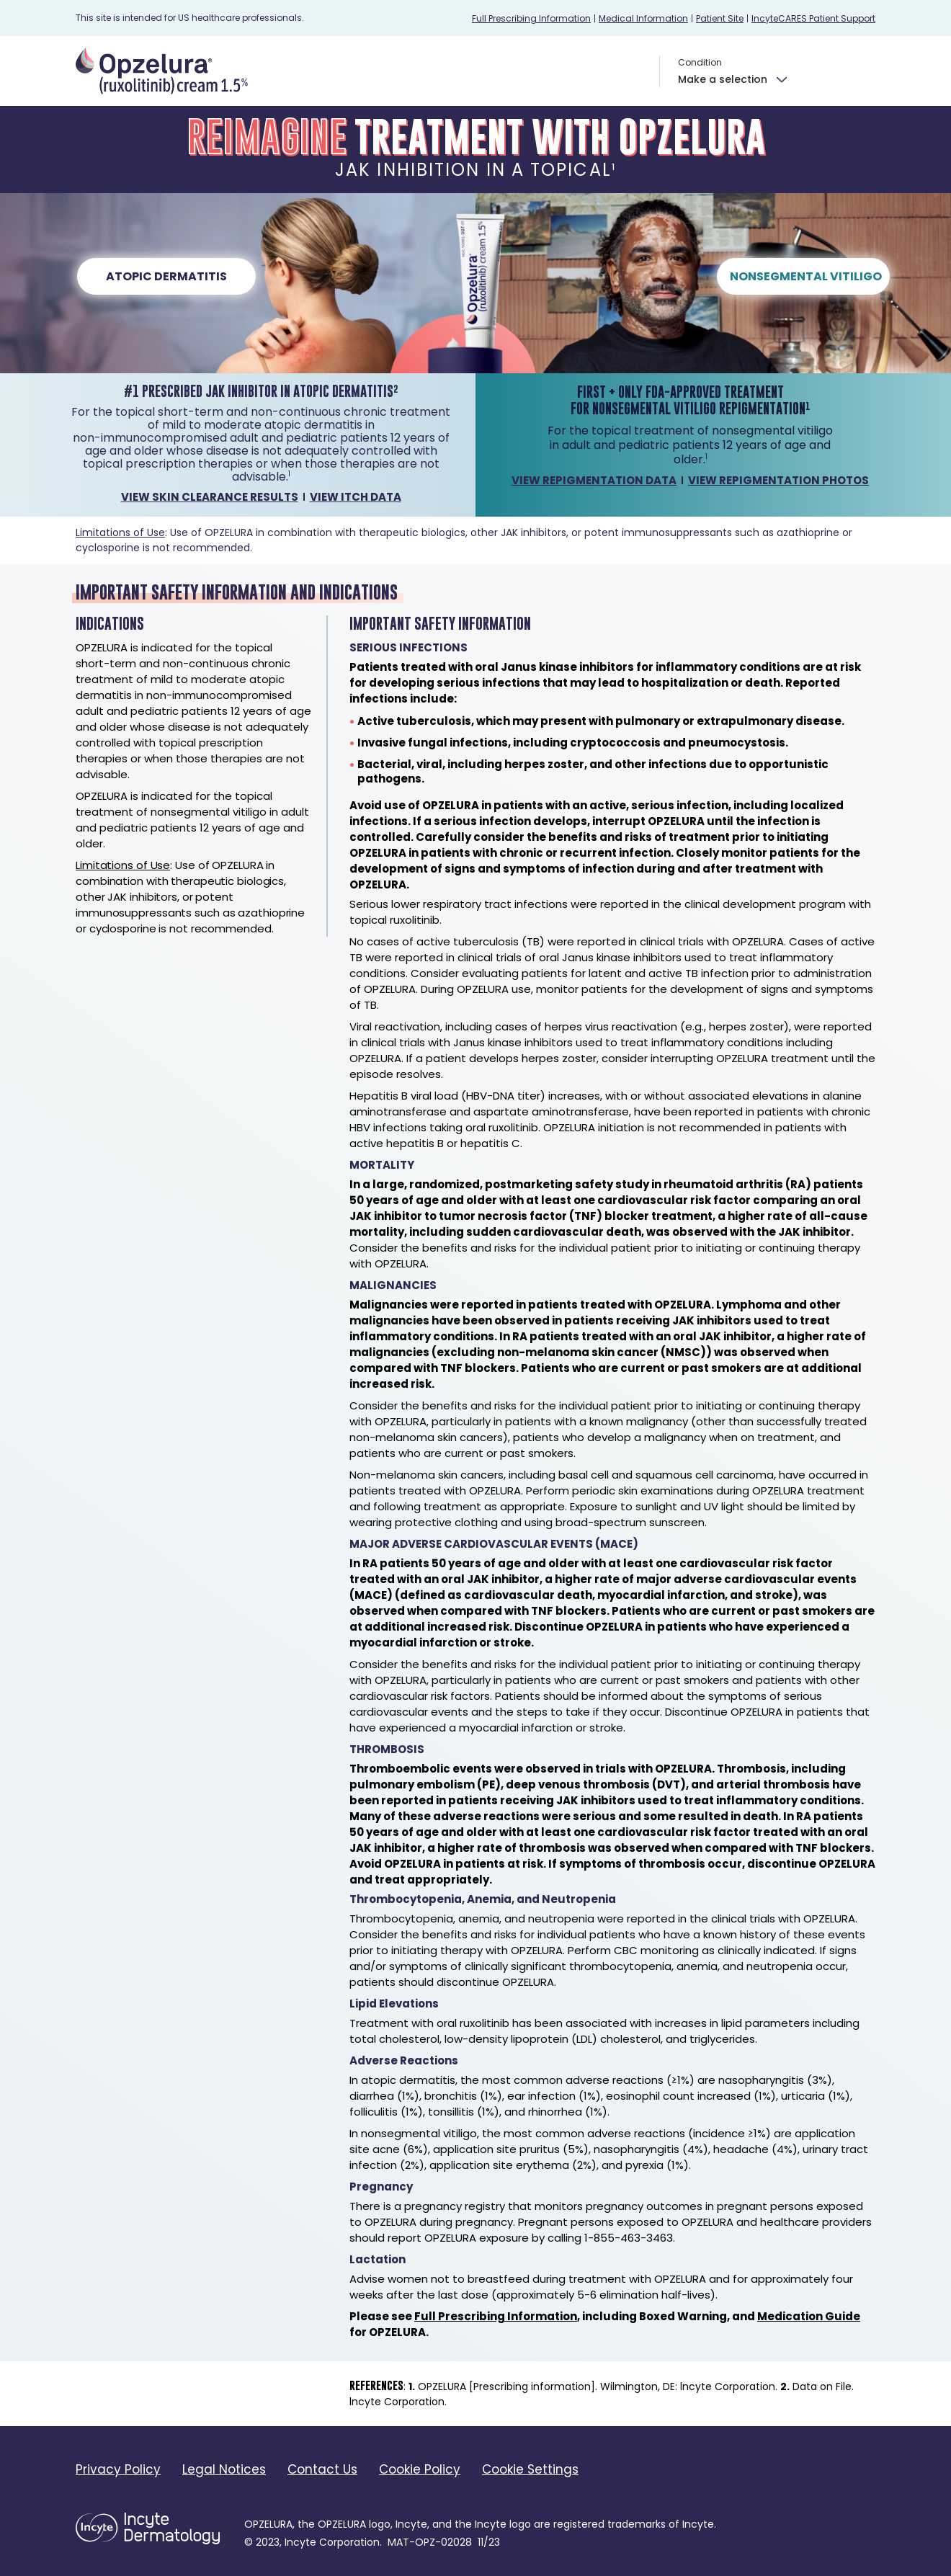 This site is intended for US healthcare professionals.
Full Prescribing Information | Medical Information | Patient Site | IncyteCARES Patient Support
Opzelura®
(ruxolitinib) cream 1.5%
Condition
Make a selection
REIMAGINE TREATMENT WITH OPZELURA
JAK INHIBITION IN A TOPICAL¹
ATOPIC DERMATITIS
Opzelura
(ruxolitinib) cream 1.5%
NONSEGMENTAL VITILIGO
#1 PRESCRIBED JAK INHIBITOR IN ATOPIC DERMATITIS²
For the topical short-term and non-continuous chronic treatment
of mild to moderate atopic dermatitis in
non-immunocompromised adult and pediatric patients 12 years of
age and older whose disease is not adequately controlled with
topical prescription therapies or when those therapies are not
advisable.¹
VIEW SKIN CLEARANCE RESULTS | VIEW ITCH DATA
FIRST + ONLY FDA-APPROVED TREATMENT
FOR NONSEGMENTAL VITILIGO REPIGMENTATION¹
For the topical treatment of nonsegmental vitiligo
in adult and pediatric patients 12 years of age and
older.¹
VIEW REPIGMENTATION DATA | VIEW REPIGMENTATION PHOTOS
Limitations of Use: Use of OPZELURA in combination with therapeutic biologics, other JAK inhibitors, or potent immunosuppressants such as azathioprine or
cyclosporine is not recommended.
IMPORTANT SAFETY INFORMATION AND INDICATIONS
INDICATIONS
OPZELURA is indicated for the topical
short-term and non-continuous chronic
treatment of mild to moderate atopic
dermatitis in non-immunocompromised
adult and pediatric patients 12 years of age
and older whose disease is not adequately
controlled with topical prescription
therapies or when those therapies are not
advisable.
OPZELURA is indicated for the topical
treatment of nonsegmental vitiligo in adult
and pediatric patients 12 years of age and
older.
Limitations of Use: Use of OPZELURA in
combination with therapeutic biologics,
other JAK inhibitors, or potent
immunosuppressants such as azathioprine
or cyclosporine is not recommended.
IMPORTANT SAFETY INFORMATION
SERIOUS INFECTIONS
Patients treated with oral Janus kinase inhibitors for inflammatory conditions are at risk
for developing serious infections that may lead to hospitalization or death. Reported
infections include:
• Active tuberculosis, which may present with pulmonary or extrapulmonary disease.
• Invasive fungal infections, including cryptococcosis and pneumocystosis.
• Bacterial, viral, including herpes zoster, and other infections due to opportunistic
pathogens.
Avoid use of OPZELURA in patients with an active, serious infection, including localized
infections. If a serious infection develops, interrupt OPZELURA until the infection is
controlled. Carefully consider the benefits and risks of treatment prior to initiating
OPZELURA in patients with chronic or recurrent infection. Closely monitor patients for the
development of signs and symptoms of infection during and after treatment with
OPZELURA.
Serious lower respiratory tract infections were reported in the clinical development program with
topical ruxolitinib.
No cases of active tuberculosis (TB) were reported in clinical trials with OPZELURA. Cases of active
TB were reported in clinical trials of oral Janus kinase inhibitors used to treat inflammatory
conditions. Consider evaluating patients for latent and active TB infection prior to administration
of OPZELURA. During OPZELURA use, monitor patients for the development of signs and symptoms
of TB.
Viral reactivation, including cases of herpes virus reactivation (e.g., herpes zoster), were reported
in clinical trials with Janus kinase inhibitors used to treat inflammatory conditions including
OPZELURA. If a patient develops herpes zoster, consider interrupting OPZELURA treatment until the
episode resolves.
Hepatitis B viral load (HBV-DNA titer) increases, with or without associated elevations in alanine
aminotransferase and aspartate aminotransferase, have been reported in patients with chronic
HBV infections taking oral ruxolitinib. OPZELURA initiation is not recommended in patients with
active hepatitis B or hepatitis C.
MORTALITY
In a large, randomized, postmarketing safety study in rheumatoid arthritis (RA) patients
50 years of age and older with at least one cardiovascular risk factor comparing an oral
JAK inhibitor to tumor necrosis factor (TNF) blocker treatment, a higher rate of all-cause
mortality, including sudden cardiovascular death, was observed with the JAK inhibitor.
Consider the benefits and risks for the individual patient prior to initiating or continuing therapy
with OPZELURA.
MALIGNANCIES
Malignancies were reported in patients treated with OPZELURA. Lymphoma and other
malignancies have been observed in patients receiving JAK inhibitors used to treat
inflammatory conditions. In RA patients treated with an oral JAK inhibitor, a higher rate of
malignancies (excluding non-melanoma skin cancer (NMSC)) was observed when
compared with TNF blockers. Patients who are current or past smokers are at additional
increased risk.
Consider the benefits and risks for the individual patient prior to initiating or continuing therapy
with OPZELURA, particularly in patients with a known malignancy (other than successfully treated
non-melanoma skin cancers), patients who develop a malignancy when on treatment, and
patients who are current or past smokers.
Non-melanoma skin cancers, including basal cell and squamous cell carcinoma, have occurred in
patients treated with OPZELURA. Perform periodic skin examinations during OPZELURA treatment
and following treatment as appropriate. Exposure to sunlight and UV light should be limited by
wearing protective clothing and using broad-spectrum sunscreen.
MAJOR ADVERSE CARDIOVASCULAR EVENTS (MACE)
In RA patients 50 years of age and older with at least one cardiovascular risk factor
treated with an oral JAK inhibitor, a higher rate of major adverse cardiovascular events
(MACE) (defined as cardiovascular death, myocardial infarction, and stroke), was
observed when compared with TNF blockers. Patients who are current or past smokers are
at additional increased risk. Discontinue OPZELURA in patients who have experienced a
myocardial infarction or stroke.
Consider the benefits and risks for the individual patient prior to initiating or continuing therapy
with OPZELURA, particularly in patients who are current or past smokers and patients with other
cardiovascular risk factors. Patients should be informed about the symptoms of serious
cardiovascular events and the steps to take if they occur. Discontinue OPZELURA in patients that
have experienced a myocardial infarction or stroke.
THROMBOSIS
Thromboembolic events were observed in trials with OPZELURA. Thrombosis, including
pulmonary embolism (PE), deep venous thrombosis (DVT), and arterial thrombosis have
been reported in patients receiving JAK inhibitors used to treat inflammatory conditions.
Many of these adverse reactions were serious and some resulted in death. In RA patients
50 years of age and older with at least one cardiovascular risk factor treated with an oral
JAK inhibitor, a higher rate of thrombosis was observed when compared with TNF blockers.
Avoid OPZELURA in patients at risk. If symptoms of thrombosis occur, discontinue OPZELURA
and treat appropriately.
Thrombocytopenia, Anemia, and Neutropenia
Thrombocytopenia, anemia, and neutropenia were reported in the clinical trials with OPZELURA.
Consider the benefits and risks for individual patients who have a known history of these events
prior to initiating therapy with OPZELURA. Perform CBC monitoring as clinically indicated. If signs
and/or symptoms of clinically significant thrombocytopenia, anemia, and neutropenia occur,
patients should discontinue OPZELURA.
Lipid Elevations
Treatment with oral ruxolitinib has been associated with increases in lipid parameters including
total cholesterol, low-density lipoprotein (LDL) cholesterol, and triglycerides.
Adverse Reactions
In atopic dermatitis, the most common adverse reactions (≥1%) are nasopharyngitis (3%),
diarrhea (1%), bronchitis (1%), ear infection (1%), eosinophil count increased (1%), urticaria (1%),
folliculitis (1%), tonsillitis (1%), and rhinorrhea (1%).
In nonsegmental vitiligo, the most common adverse reactions (incidence ≥1%) are application
site acne (6%), application site pruritus (5%), nasopharyngitis (4%), headache (4%), urinary tract
infection (2%), application site erythema (2%), and pyrexia (1%).
Pregnancy
There is a pregnancy registry that monitors pregnancy outcomes in pregnant persons exposed
to OPZELURA during pregnancy. Pregnant persons exposed to OPZELURA and healthcare providers
should report OPZELURA exposure by calling 1-855-463-3463.
Lactation
Advise women not to breastfeed during treatment with OPZELURA and for approximately four
weeks after the last dose (approximately 5-6 elimination half-lives).
Please see Full Prescribing Information, including Boxed Warning, and Medication Guide
for OPZELURA.
REFERENCES: 1. OPZELURA [Prescribing information]. Wilmington, DE: Incyte Corporation. 2. Data on File.
Incyte Corporation.
Privacy Policy Legal Notices Contact Us Cookie Policy Cookie Settings
Incyte
Incyte
Dermatology
OPZELURA, the OPZELURA logo, Incyte, and the Incyte logo are registered trademarks of Incyte.
© 2023, Incyte Corporation. MAT-OPZ-02028 11/23